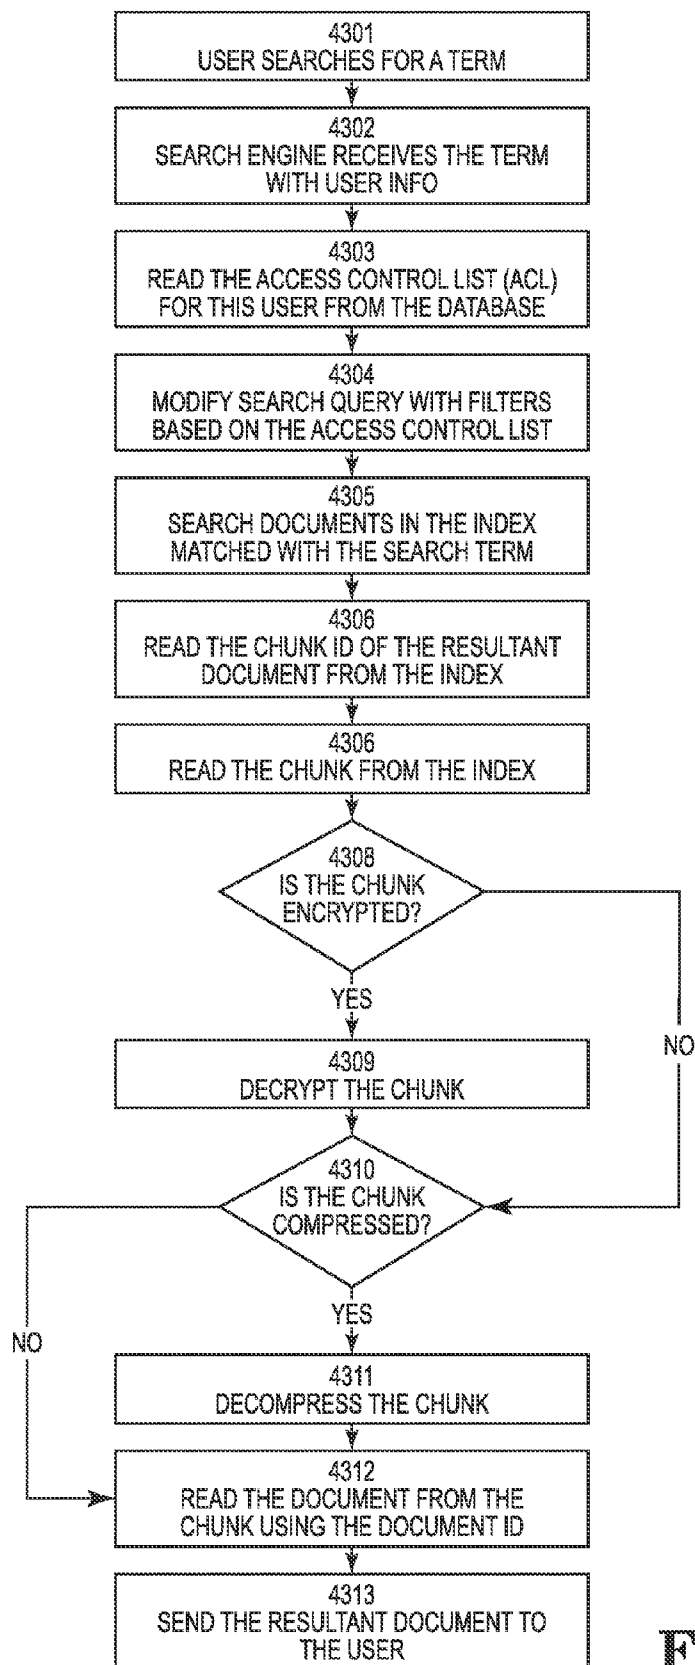 4301
USER SEARCHES FOR A TERM
4302
SEARCH ENGINE RECEIVES THE TERM
WITH USER INFO
4303
READ THE ACCESS CONTROL LIST (ACL)
FOR THIS USER FROM THE DATABASE
4304
MODIFY SEARCH QUERY WITH FILTERS
BASED ON THE ACCESS CONTROL LIST
4305
SEARCH DOCUMENTS IN THE INDEX
MATCHED WITH THE SEARCH TERM
4306
READ THE CHUNK ID OF THE RESULTANT
DOCUMENT FROM THE INDEX
4306
READ THE CHUNK FROM THE INDEX
4308
IS THE CHUNK
ENCRYPTED?
YES
NO
4309
DECRYPT THE CHUNK
4310
IS THE CHUNK
COMPRESSED?
YES
NO
4311
DECOMPRESS THE CHUNK
4312
READ THE DOCUMENT FROM THE
CHUNK USING THE DOCUMENT ID
4313
SEND THE RESULTANT DOCUMENT TO
THE USER